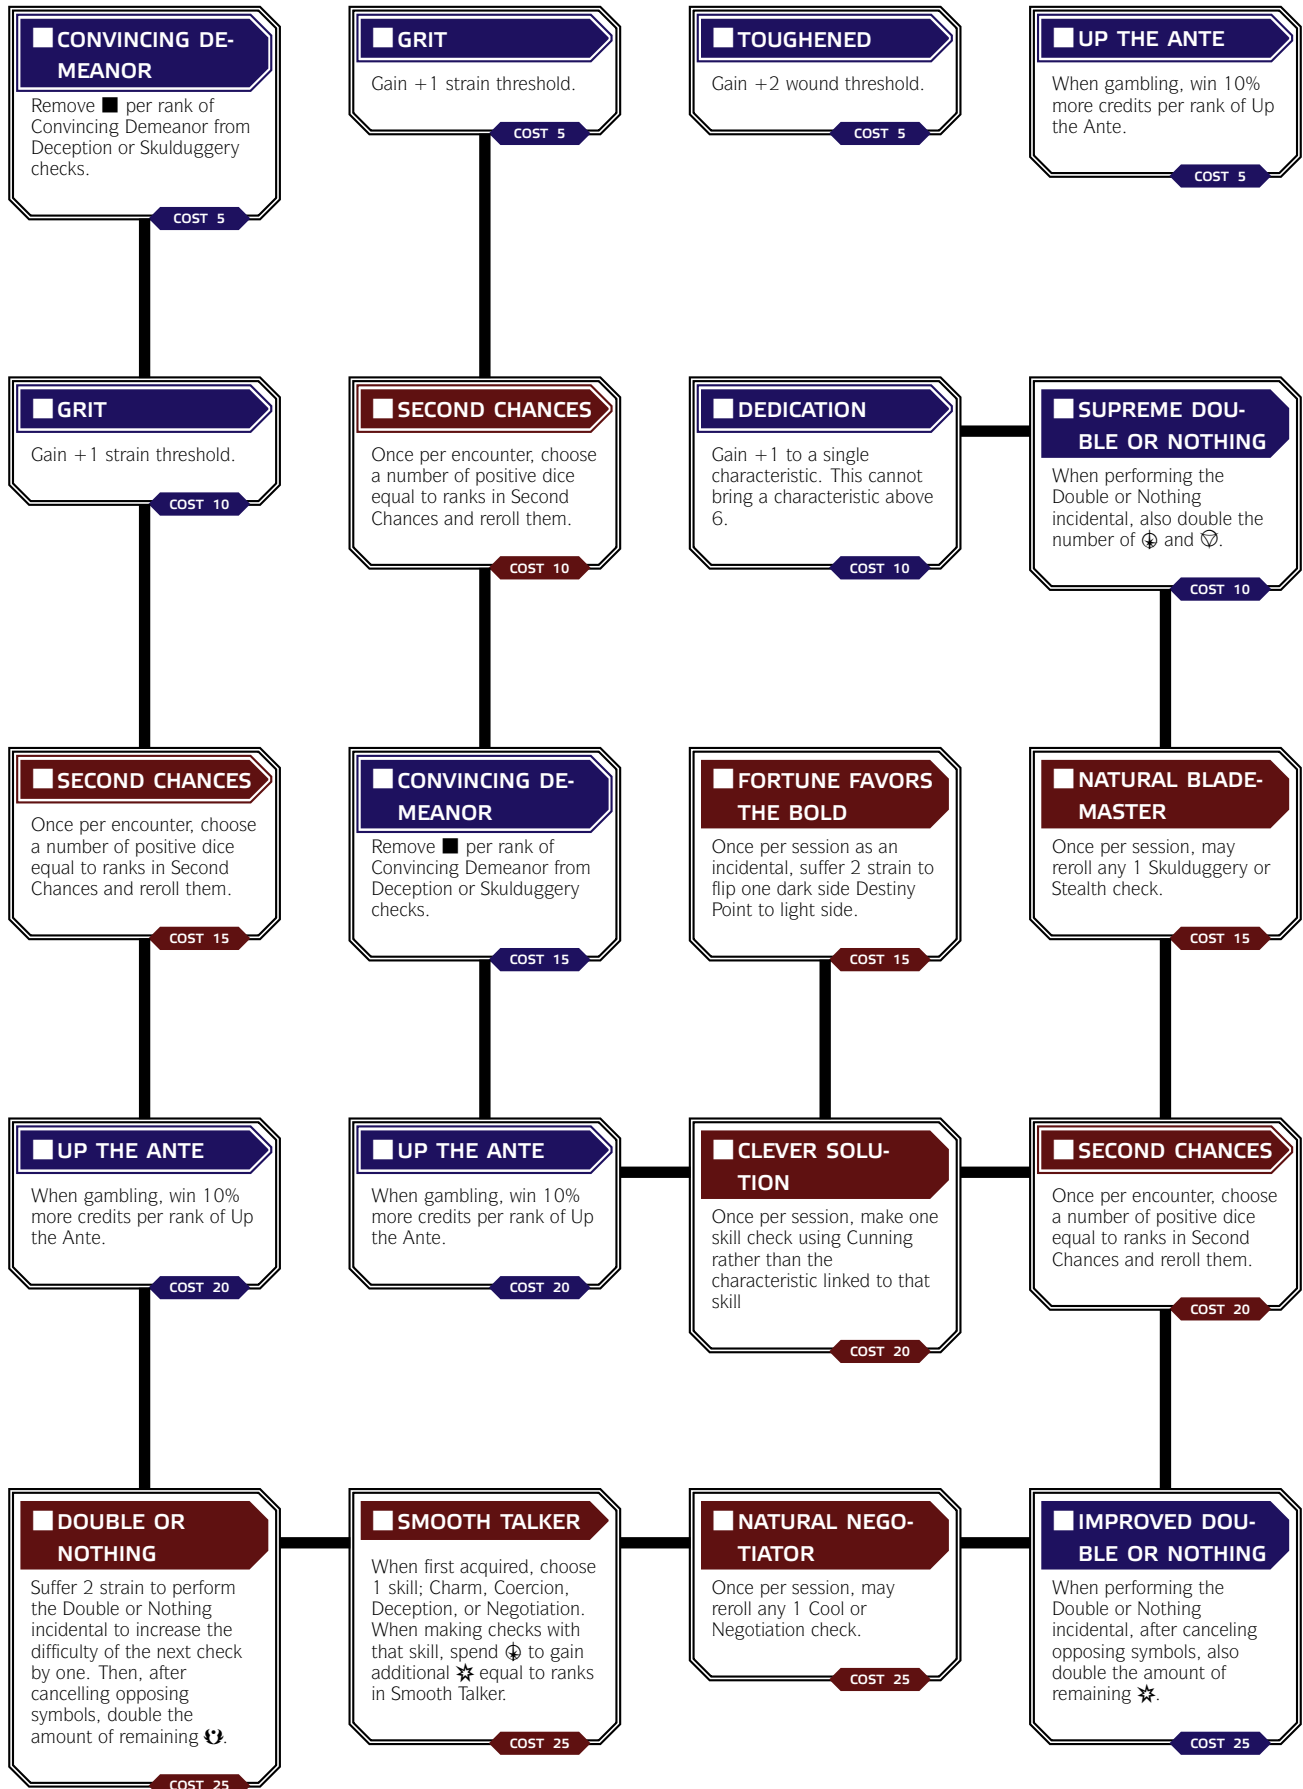 CONVINCING DE-
MEANOR
Remove ■ per rank of
Convincing Demeanor from
Deception or Skulduggery
checks.
COST 5
GRIT
Gain +1 strain threshold.
COST 5
TOUGHENED
Gain +2 wound threshold.
COST 5
UP THE ANTE
When gambling, win 10%
more credits per rank of Up
the Ante.
COST 5
GRIT
Gain +1 strain threshold.
COST 10
SECOND CHANCES
Once per encounter, choose
a number of positive dice
equal to ranks in Second
Chances and reroll them.
COST 10
DEDICATION
Gain +1 to a single
characteristic. This cannot
bring a characteristic above
6.
COST 10
SUPREME DOU-
BLE OR NOTHING
When performing the
Double or Nothing
incidental, also double the
number of and .
COST 10
SECOND CHANCES
Once per encounter, choose
a number of positive dice
equal to ranks in Second
Chances and reroll them.
COST 15
CONVINCING DE-
MEANOR
Remove ■ per rank of
Convincing Demeanor from
Deception or Skulduggery
checks.
COST 15
FORTUNE FAVORS
THE BOLD
Once per session as an
incidental, suffer 2 strain to
flip one dark side Destiny
Point to light side.
COST 15
NATURAL BLADE-
MASTER
Once per session, may
reroll any 1 Skulduggery or
Stealth check.
COST 15
UP THE ANTE
When gambling, win 10%
more credits per rank of Up
the Ante.
COST 20
UP THE ANTE
When gambling, win 10%
more credits per rank of Up
the Ante.
COST 20
CLEVER SOLU-
TION
Once per session, make one
skill check using Cunning
rather than the
characteristic linked to that
skill
COST 20
SECOND CHANCES
Once per encounter, choose
a number of positive dice
equal to ranks in Second
Chances and reroll them.
COST 20
DOUBLE OR
NOTHING
Suffer 2 strain to perform
the Double or Nothing
incidental to increase the
difficulty of the next check
by one. Then, after
cancelling opposing
symbols, double the
amount of remaining .
COST 25
SMOOTH TALKER
When first acquired, choose
1 skill; Charm, Coercion,
Deception, or Negotiation.
When making checks with
that skill, spend to gain
additional equal to ranks
in Smooth Talker.
COST 25
NATURAL NEGO-
TIATOR
Once per session, may
reroll any 1 Cool or
Negotiation check.
COST 25
IMPROVED DOU-
BLE OR NOTHING
When performing the
Double or Nothing
incidental, after canceling
opposing symbols, also
double the amount of
remaining .
COST 25